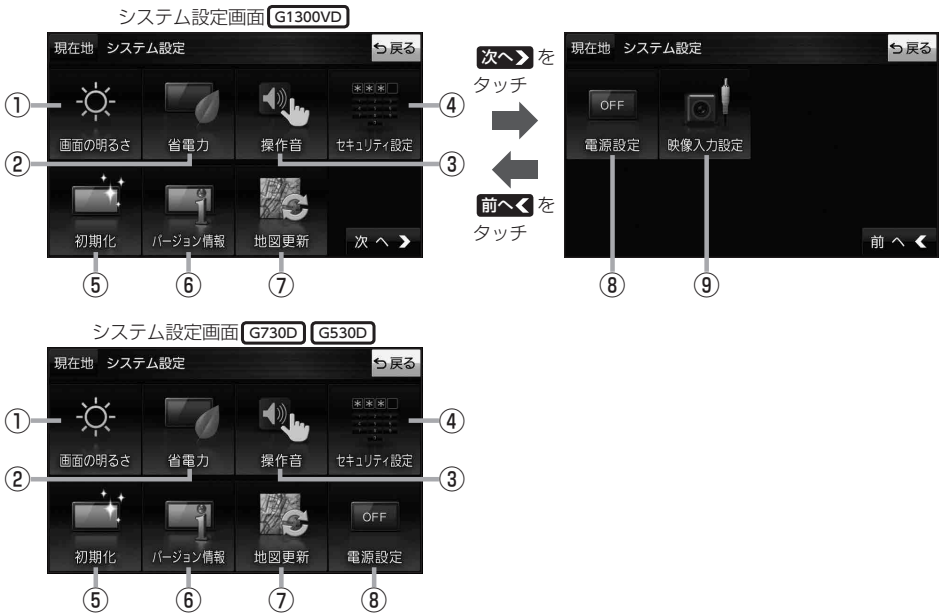 システム設定画面 G1300VD
現在地 システム設定 戻る
① 画面の明るさ 省電力 操作音 セキュリティ設定 ④
② ③
初期化 バージョン情報 地図更新 次へ
⑤ ⑥ ⑦
次へ を
タッチ
前へ を
タッチ
現在地 システム設定 戻る
OFF
電源設定 映像入力設定
前へ
⑧ ⑨
システム設定画面 G730D G530D
現在地 システム設定 戻る
① 画面の明るさ 省電力 操作音 セキュリティ設定 ④
② ③
OFF
初期化 バージョン情報 地図更新 電源設定
⑤ ⑥ ⑦ ⑧